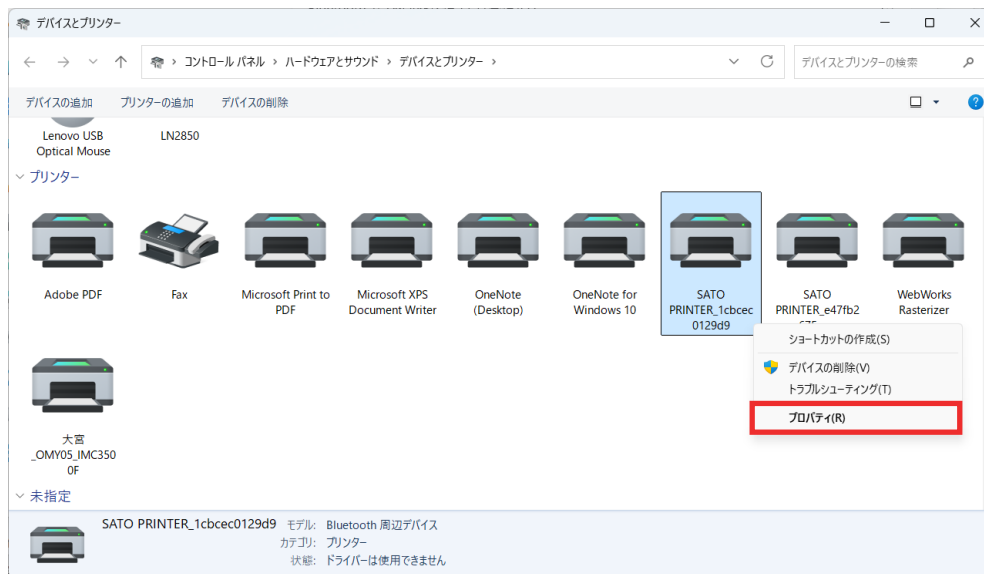 デバイスとプリンター
コントロール パネル › ハードウェアとサウンド › デバイスとプリンター ›
デバイスとプリンターの検索
デバイスの追加 プリンターの追加 デバイスの削除
Lenovo USB
Optical Mouse
LN2850
プリンター
Adobe PDF
Fax
Microsoft Print to
PDF
Microsoft XPS
Document Writer
OneNote
(Desktop)
OneNote for
Windows 10
SATO
PRINTER_1cbcec
0129d9
SATO
PRINTER_e47fb2
WebWorks
Rasterizer
ショートカットの作成(S)
デバイスの削除(V)
トラブルシューティング(T)
プロパティ(R)
大宮
_OMY05_IMC350
0F
未指定
SATO PRINTER_1cbcec0129d9 モデル: Bluetooth 周辺デバイス
カテゴリ: プリンター
状態: ドライバーは使用できません